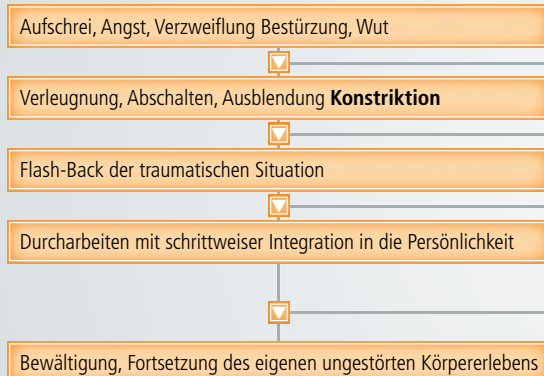 Aufschrei, Angst, Verzweiflung Bestürzung, Wut
Verleugnung, Abschalten, Ausblendung Konstriktion
Flash-Back der traumatischen Situation
Durcharbeiten mit schrittweiser Integration in die Persönlichkeit
Bewältigung, Fortsetzung des eigenen ungestörten Körpererlebens